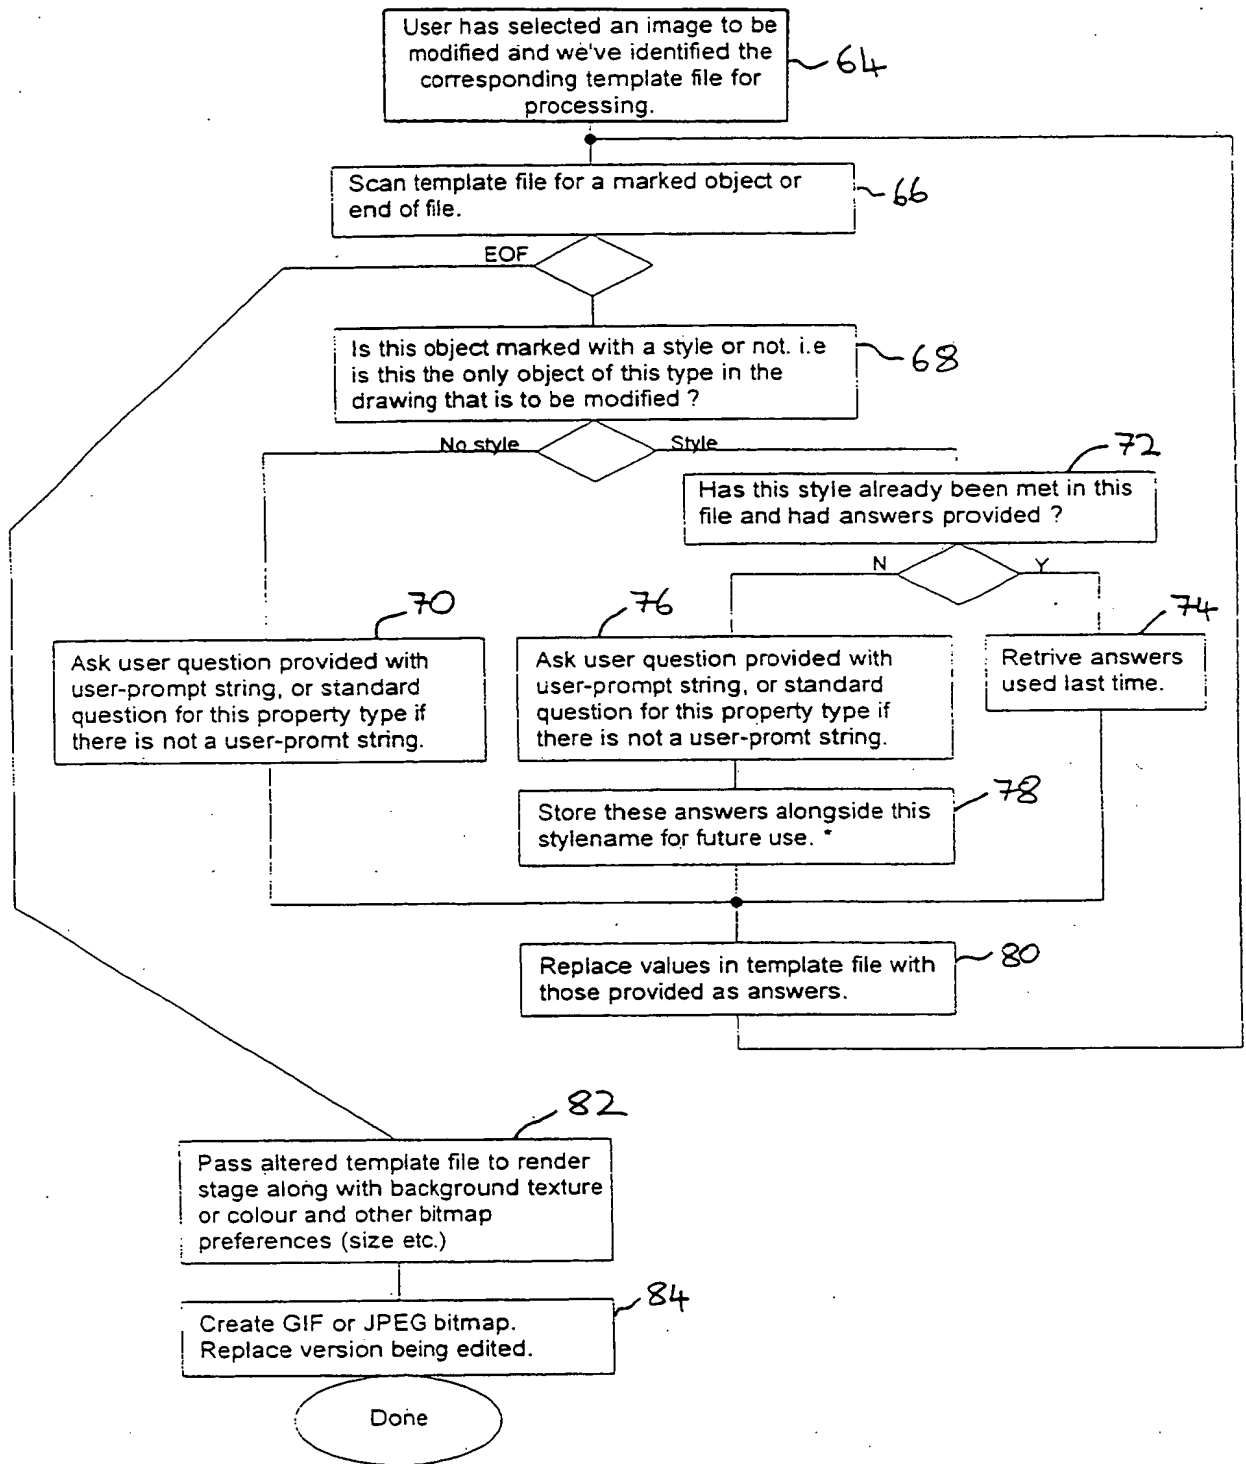 User has selected an image to be
modified and we've identified the
corresponding template file for
processing.
64
Scan template file for a marked object or
end of file.
66
EOF
Is this object marked with a style or not. i.e
is this the only object of this type in the
drawing that is to be modified ?
68
No style
Style
72
Has this style already been met in this
file and had answers provided ?
N
Y
70
Ask user question provided with
user-prompt string, or standard
question for this property type if
there is not a user-promt string.
76
Ask user question provided with
user-prompt string, or standard
question for this property type if
there is not a user-promt string.
74
Retrive answers
used last time.
78
Store these answers alongside this
stylename for future use. *
Replace values in template file with
those provided as answers.
80
82
Pass altered template file to render
stage along with background texture
or colour and other bitmap
preferences (size etc.)
84
Create GIF or JPEG bitmap.
Replace version being edited.
Done